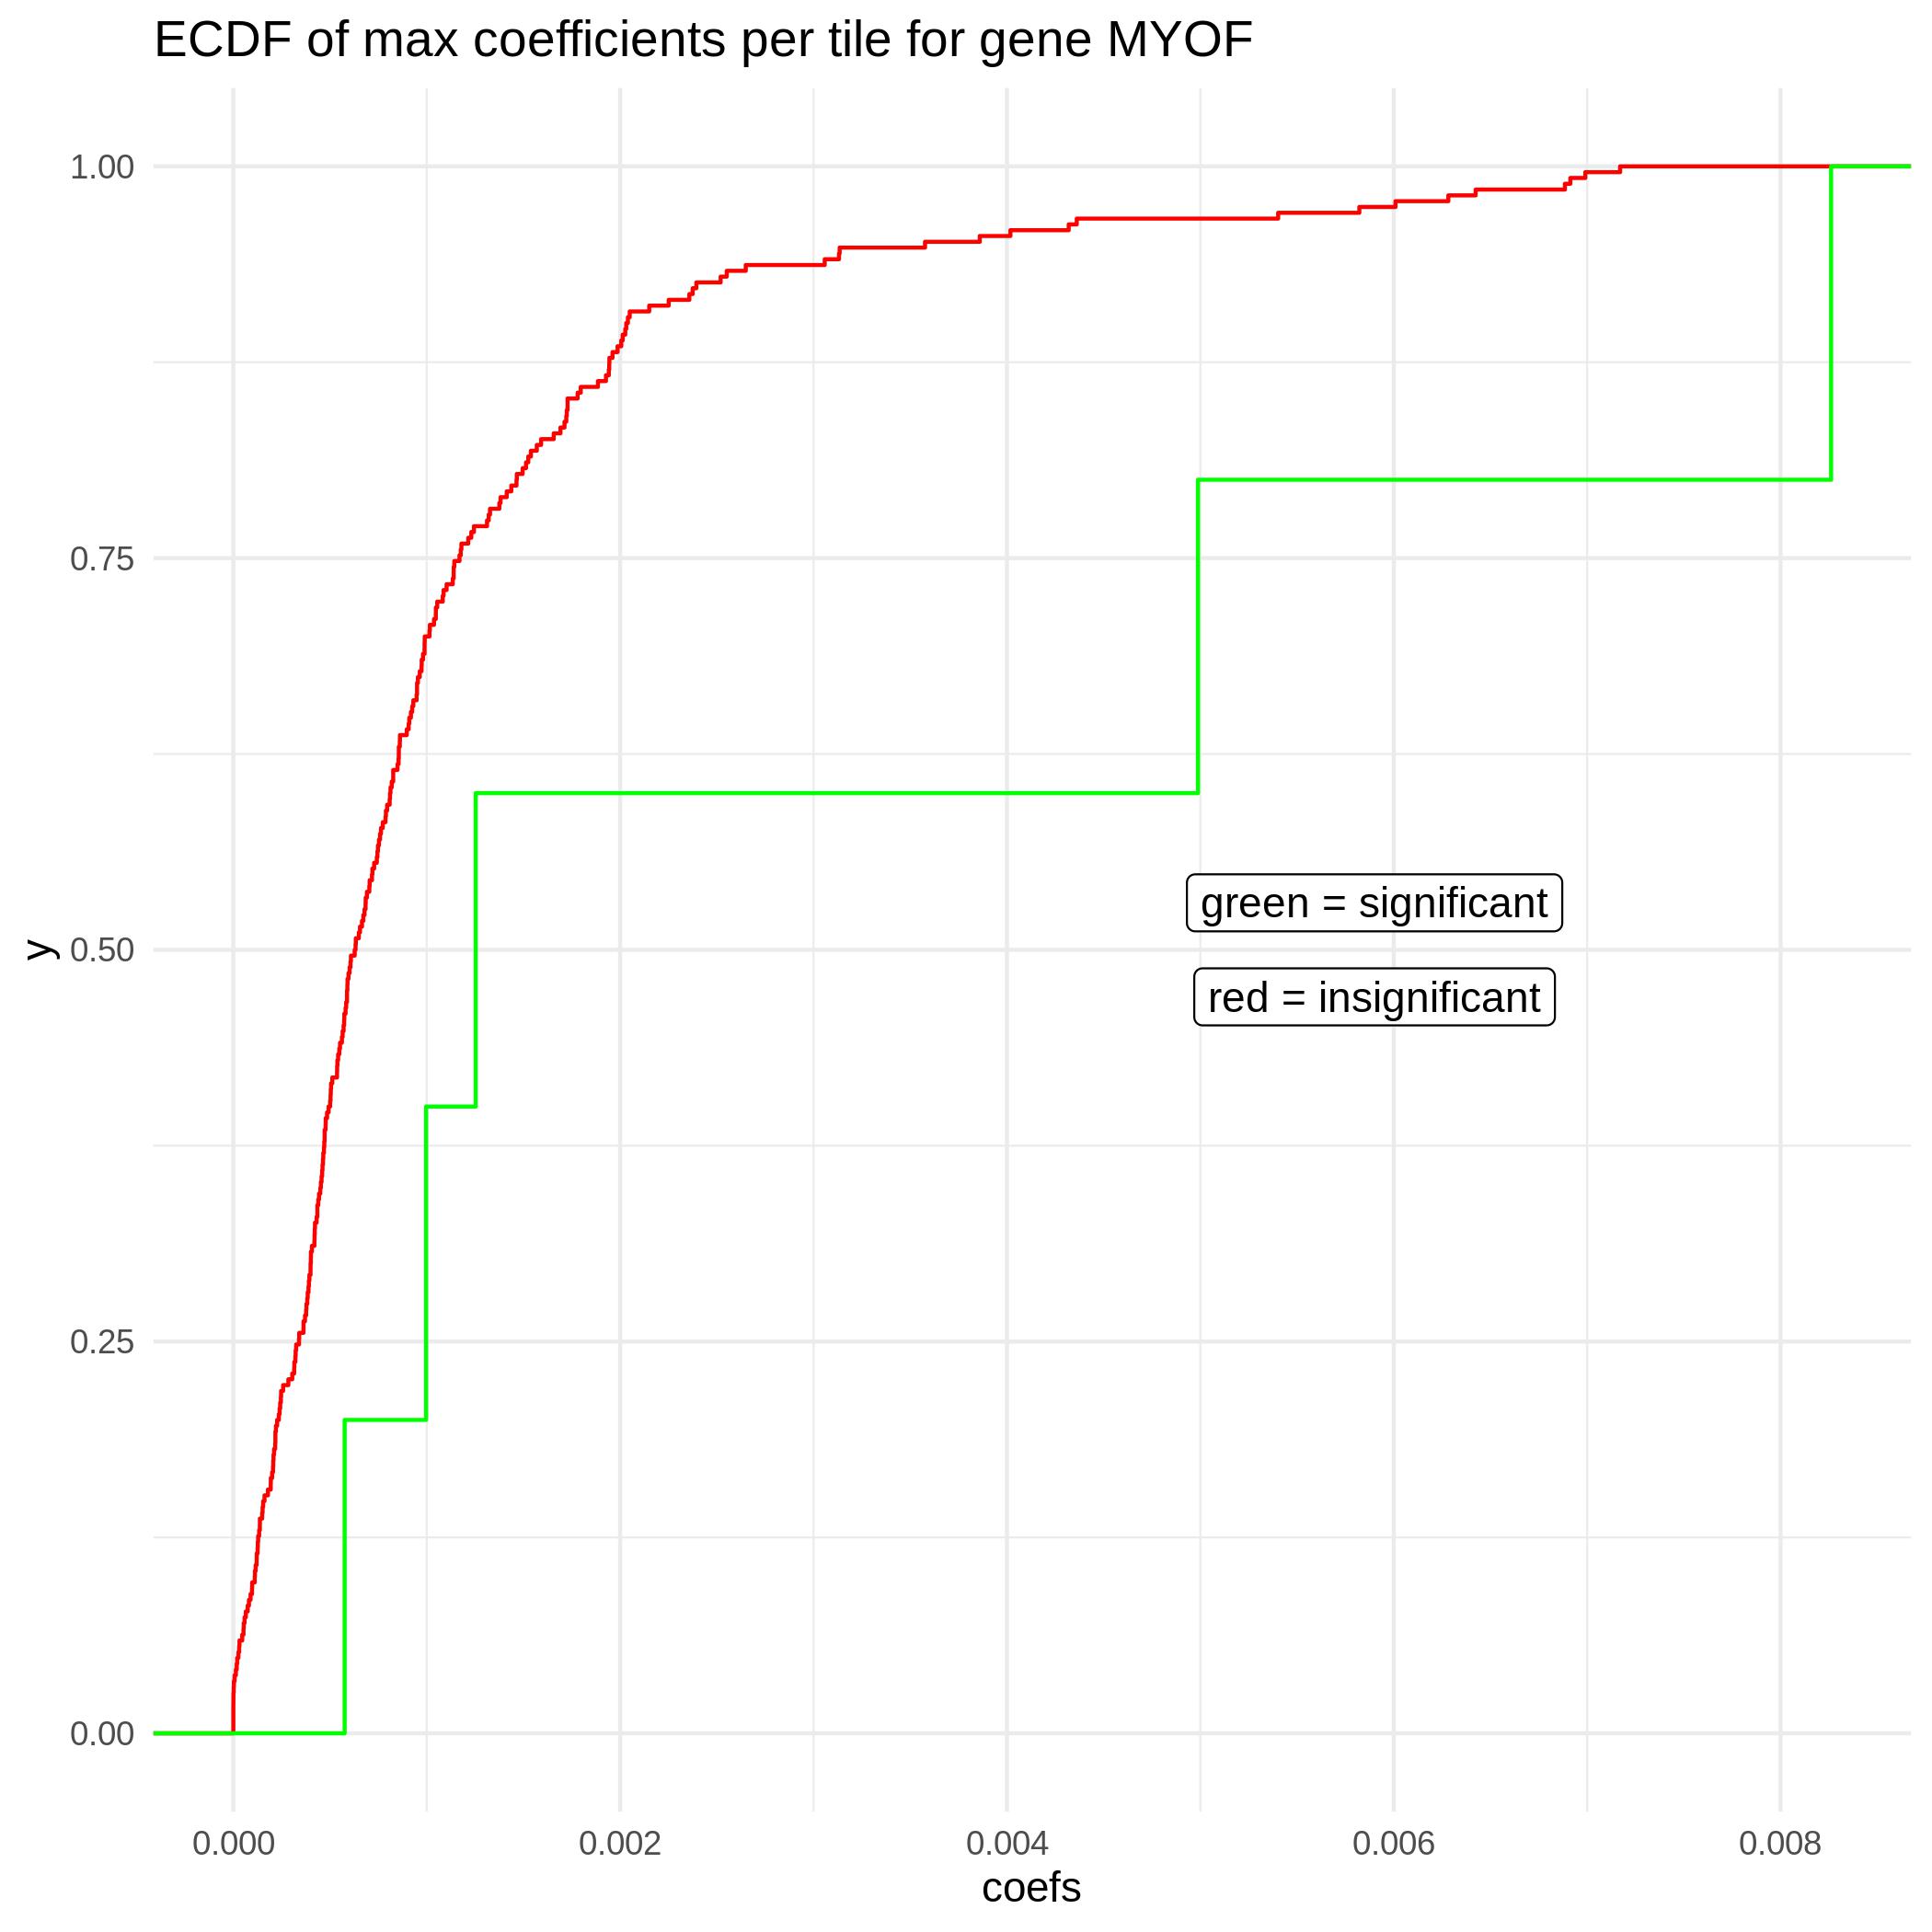 ECDF of max coefficients per tile for gene MYOF
1.00
0.75
0.50
0.25
0.00
y
green = significant
red = insignificant
0.000 0.002 0.004 0.006 0.008
coefs